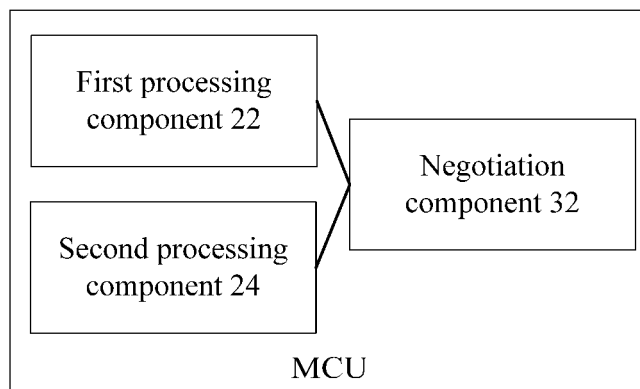 First processing
component 22
Negotiation
component 32
Second processing
component 24
MCU